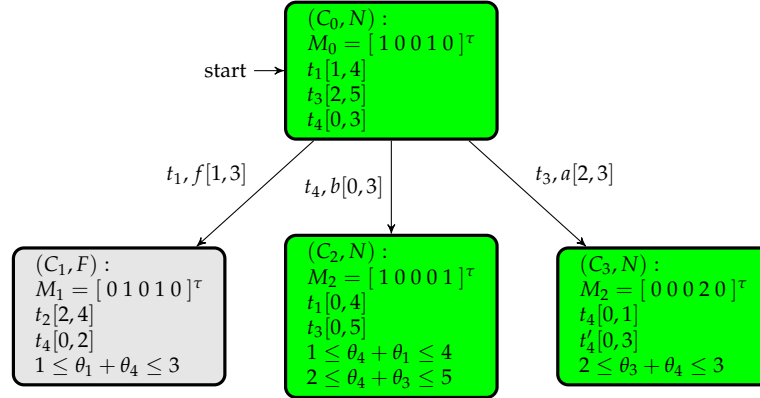 (C₀, N) :
M₀ = [ 1 0 0 1 0 ]^τ
start
t₁[1, 4]
t₃[2, 5]
t₄[0, 3]
t₁, f[1, 3]
t₄, b[0, 3]
t₃, a[2, 3]
(C₁, F) :
M₁ = [ 0 1 0 1 0 ]^τ
t₂[2, 4]
t₄[0, 2]
1 ≤ θ₁ + θ₄ ≤ 3
(C₂, N) :
M₂ = [ 1 0 0 0 1 ]^τ
t₁[0, 4]
t₃[0, 5]
1 ≤ θ₄ + θ₁ ≤ 4
2 ≤ θ₄ + θ₃ ≤ 5
(C₃, N) :
M₂ = [ 0 0 0 2 0 ]^τ
t₄[0, 1]
t′₄[0, 3]
2 ≤ θ₃ + θ₄ ≤ 3